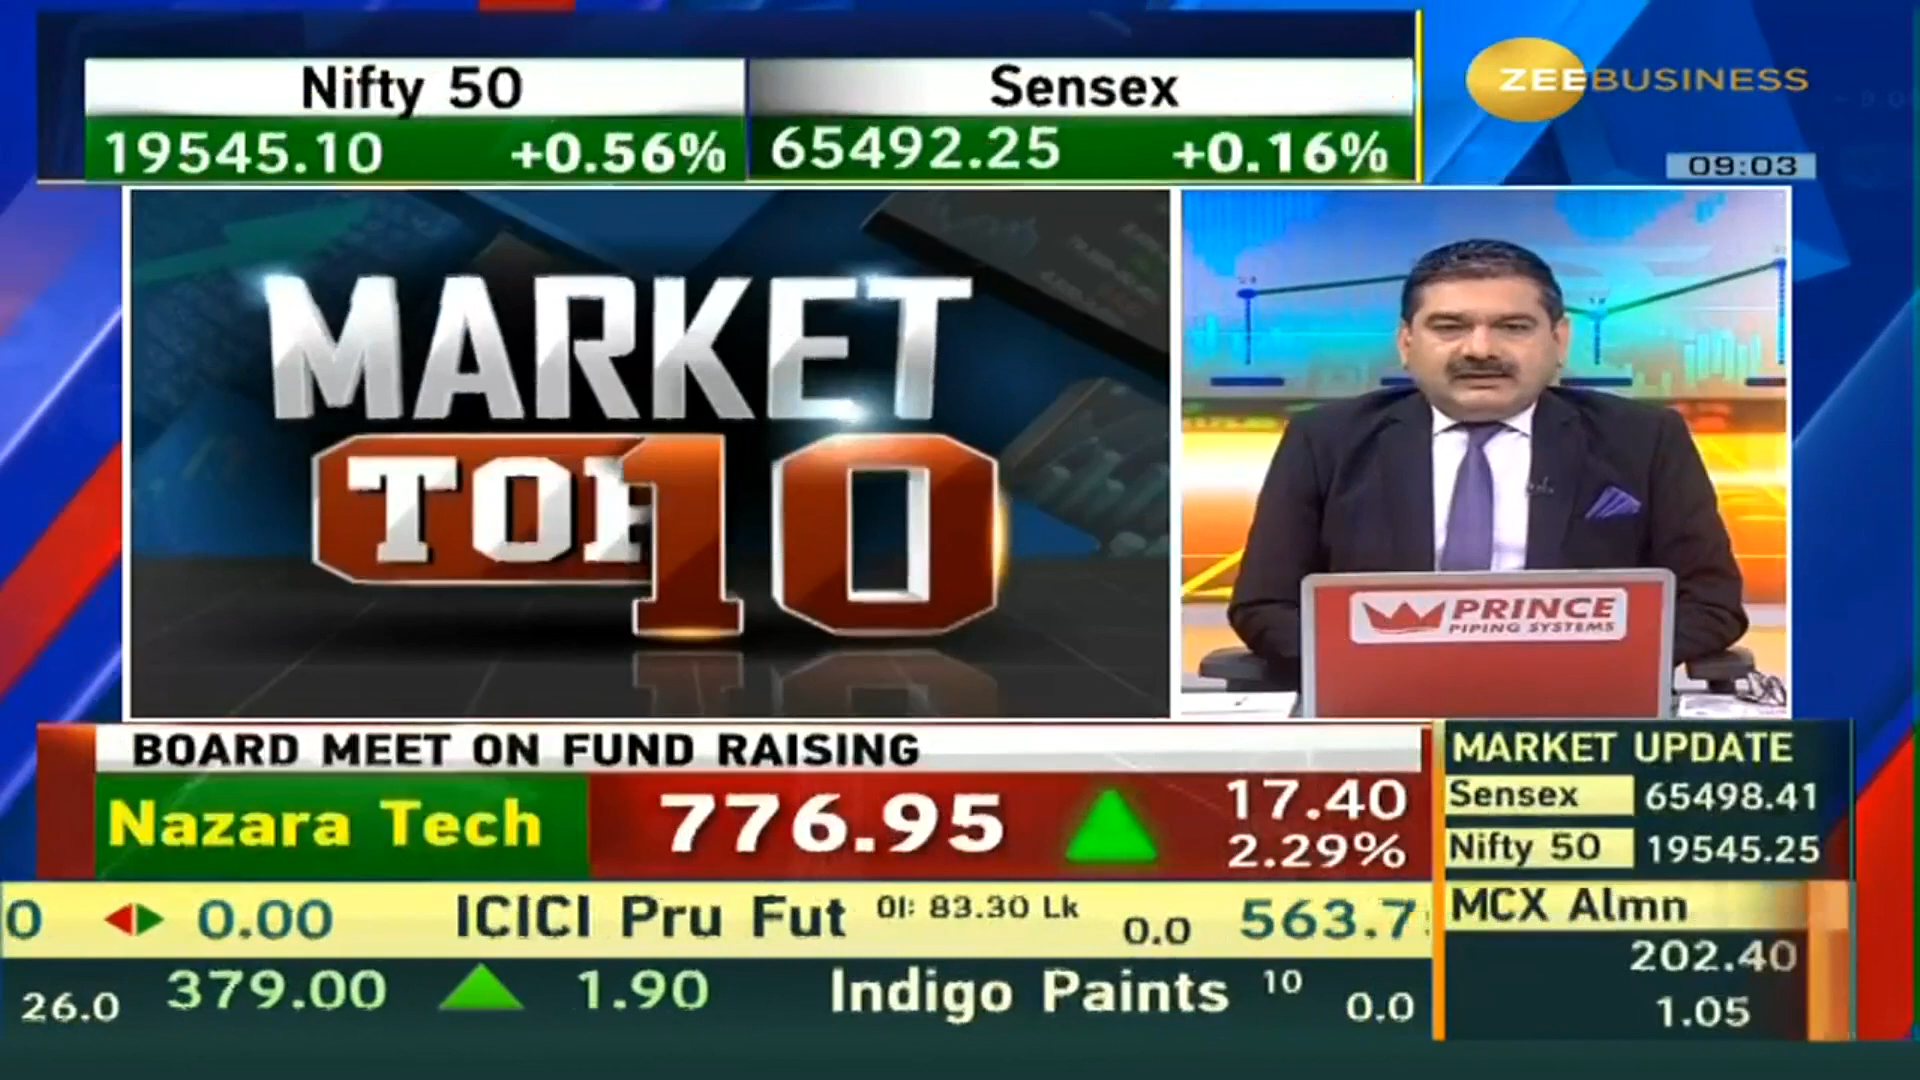 Nifty 50
19545.10 +0.56%
Sensex
65492.25 +0.16%
ZEEBUSINESS
09:03
MARKET
TOP 10
PRINCE
PIPING SYSTEMS
BOARD MEET ON FUND RAISING
Nazara Tech 776.95 17.40
2.29%
MARKET UPDATE
Sensex 65498.41
Nifty 50 19545.25
MCX Almn
202.40
1.05
0 0.00 ICICI Pru Fut OI: 83.30 Lk 0.0 563.7
26.0 379.00 1.90 Indigo Paints 10 0.0